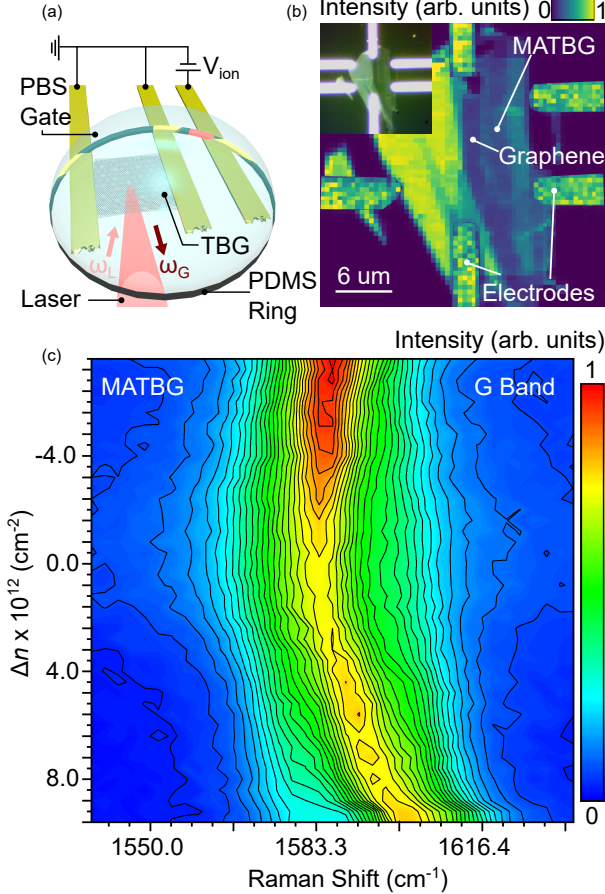 (a)
PBS
Gate
V_ion
TBG
ω_L
ω_G
Laser
PDMS
Ring
(b)
Intensity (arb. units) 0 1
MATBG
Graphene
6 um
Electrodes
(c)
Intensity (arb. units)
1
MATBG
G Band
-4.0
0.0
4.0
8.0
Δn x 10¹² (cm⁻²)
0
1550.0 1583.3 1616.4
Raman Shift (cm⁻¹)